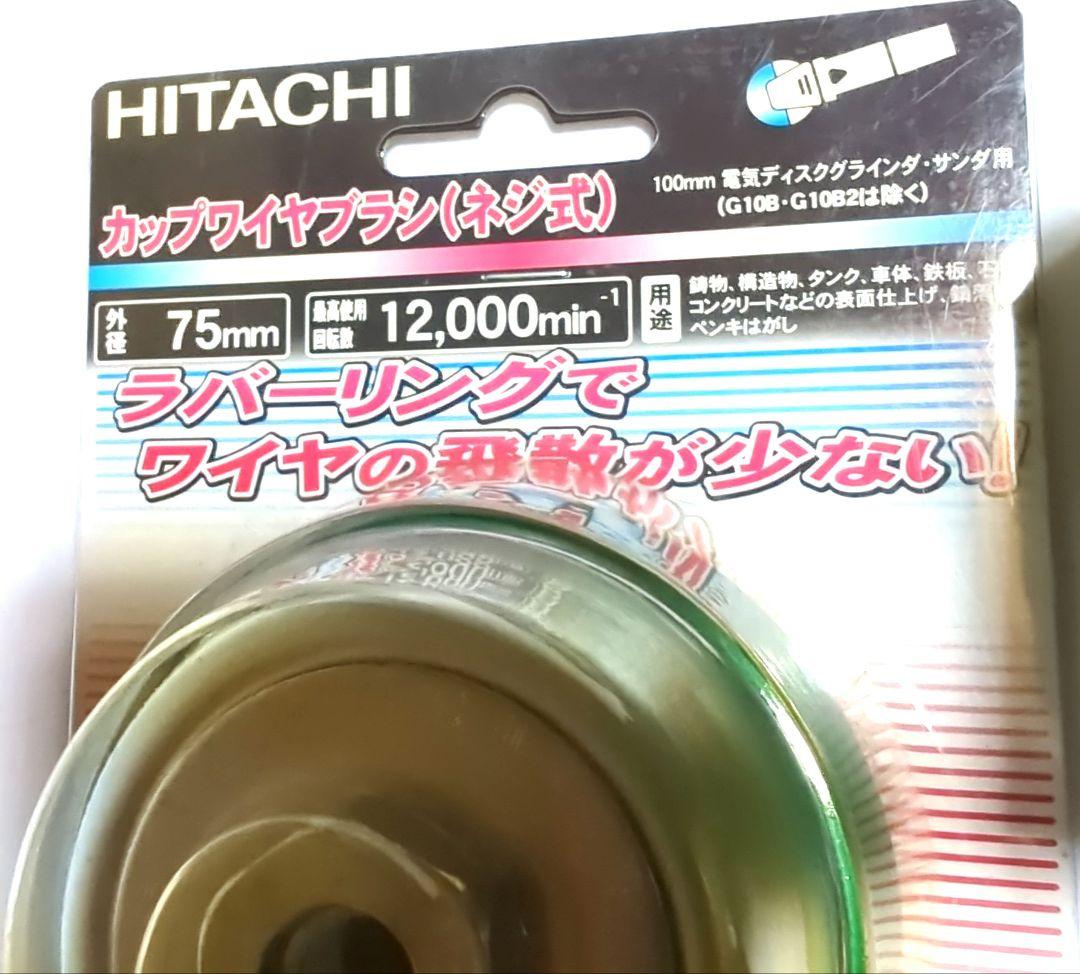 HITACHI
100mm 電気ディスクグラインダ・サンダ用
(G10B・G10B2は除く)
カップワイヤブラシ(ネジ式)
外径 75mm
最高使用回転数 12,000min-1
用途
鋳物、構造物、タンク、車体、鉄板、石
コンクリートなどの表面仕上げ、錆落
ペンキはがし
ラバーリングで
ワイヤの飛散が少ない!